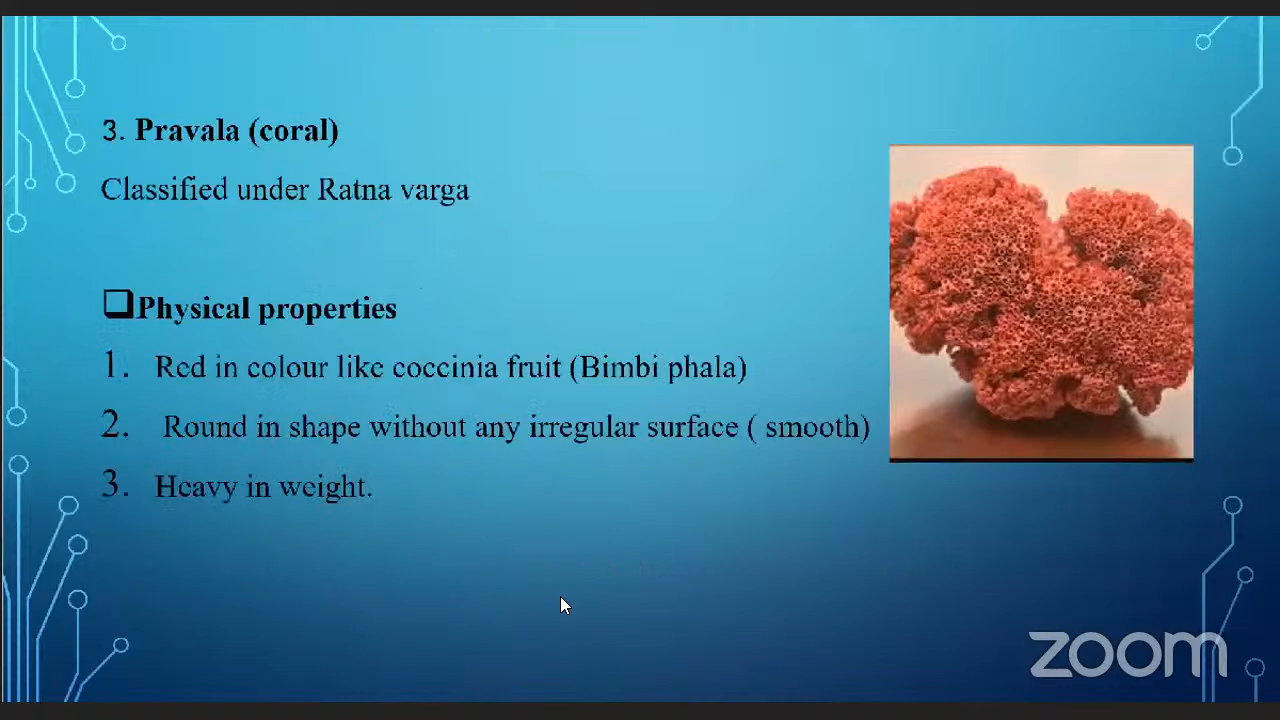 3. Pravala (coral)
Classified under Ratna varga
Physical properties
1. Red in colour like coccinia fruit (Bimbi phala)
2. Round in shape without any irregular surface ( smooth)
3. Heavy in weight.
zoom